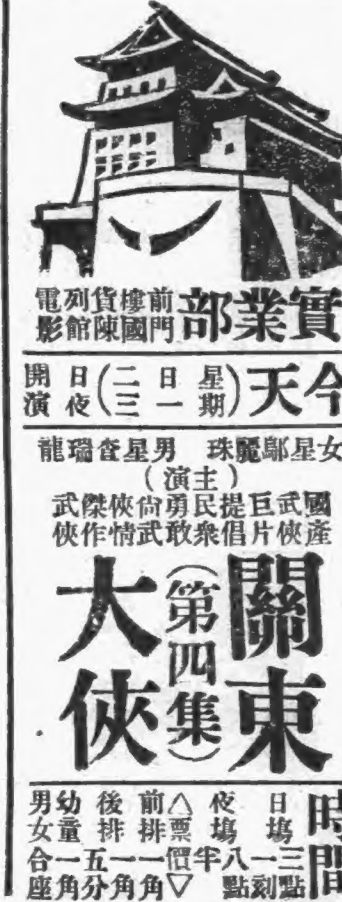 實業部前門樓國貨陳列館電影
今天（星期日一二三）日夜開演
女星鄔麗珠 男星查瑞龍
（主演）
國產武俠巨片提倡民衆勇敢尙武俠情傑作武俠
關東大俠
（第四集）
時間
日塲三點一刻
夜塲八點半
△票價▽
前排一角
後排一角五分
幼童一角
男女合座